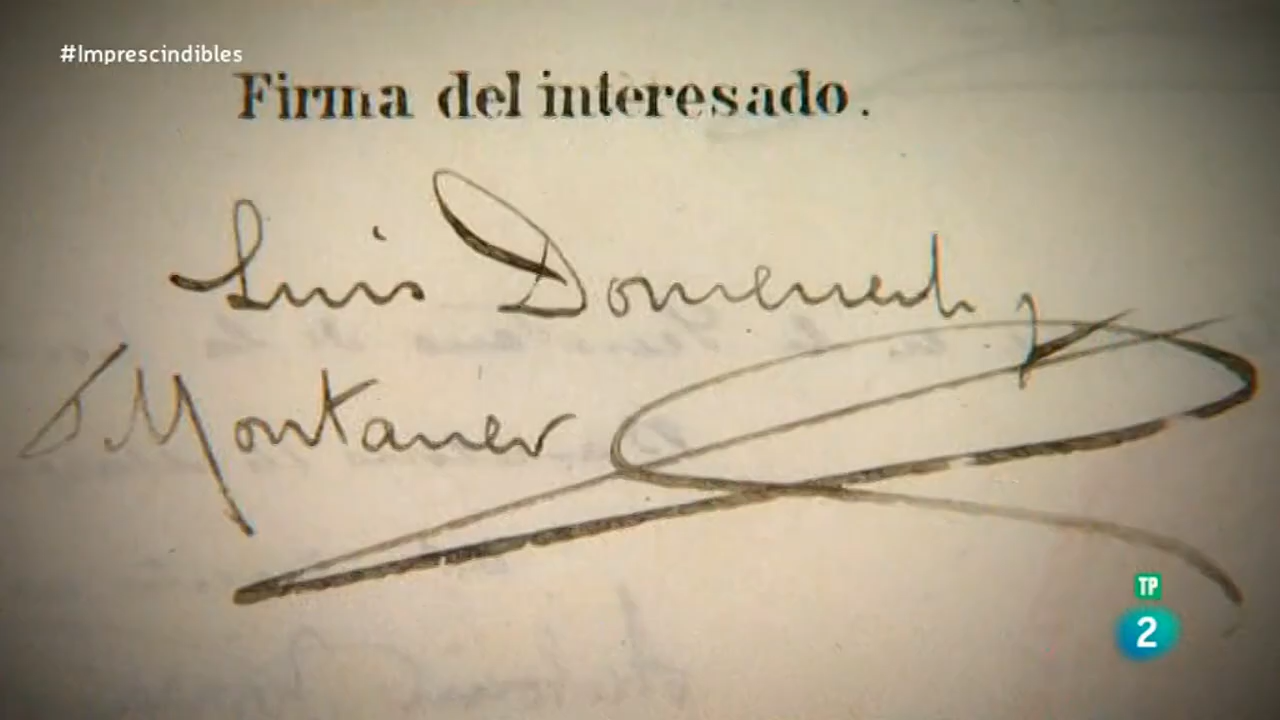 #Imprescindibles
Firma del interesado.
Luis Domenech y
Montaner
TP
2